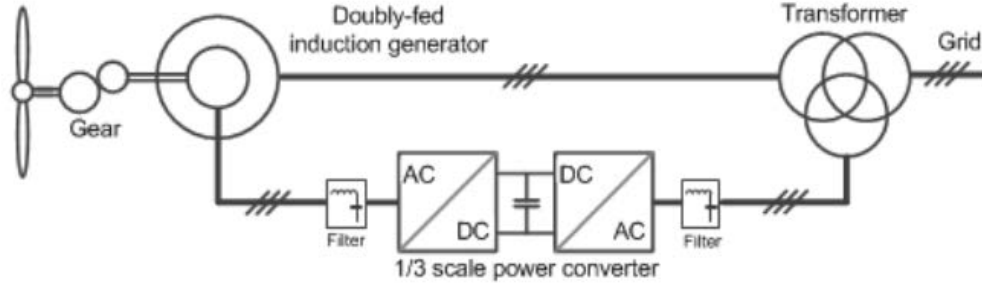 Doubly-fed
induction generator
Transformer
Grid
Gear
AC
DC
DC
AC
Filter
Filter
1/3 scale power converter